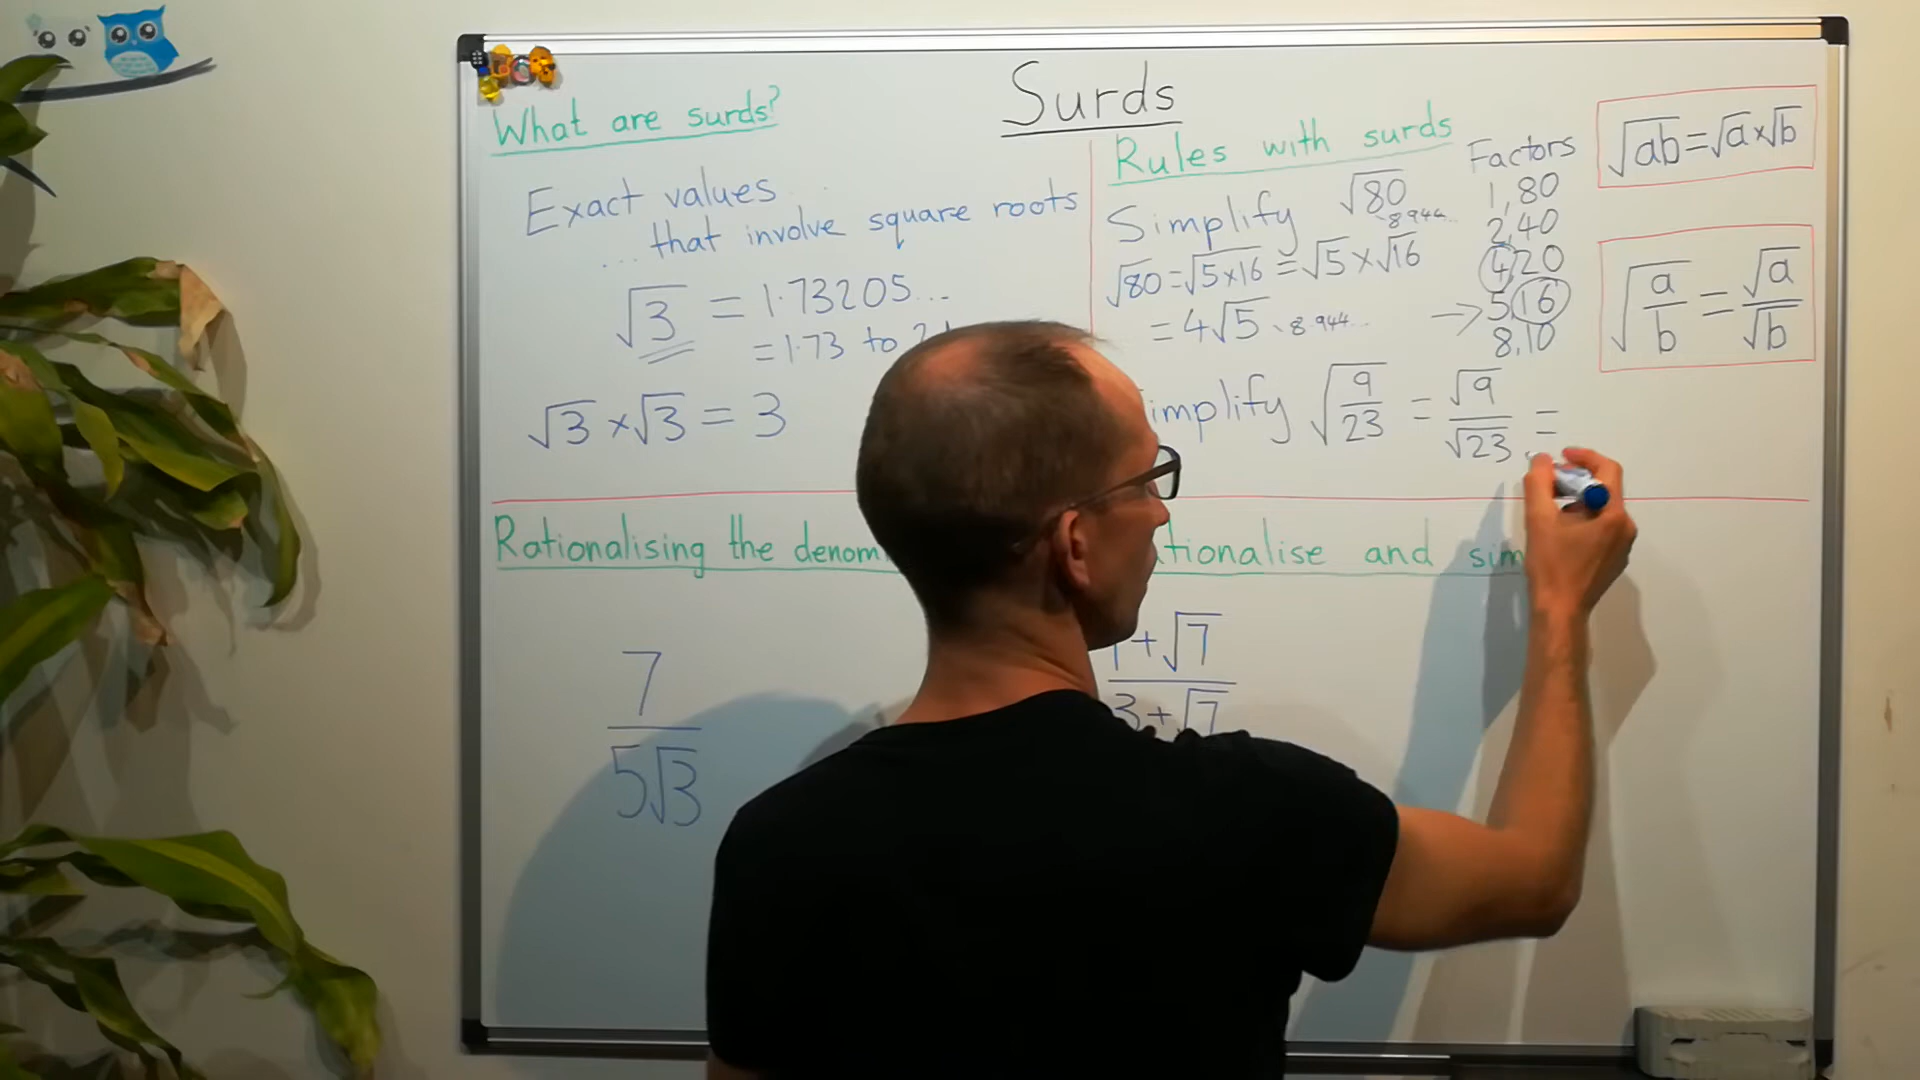 Surds
What are surds?
Exact values
... that involve square roots
√3 = 1.73205...
= 1.73 to 2
√3 × √3 = 3
Rules with surds
Simplify √80
8.944...
√80 = √5×16 = √5 × √16
= 4√5 8.944...
Factors
1, 80
2, 40
4, 20
→ 5, 16
8, 10
√ab = √a × √b
√a/b = √a/√b
implify √9/23 = √9/√23 =
Rationalising the denom
tionalise and sim
7/5√3
+√7/3+√7